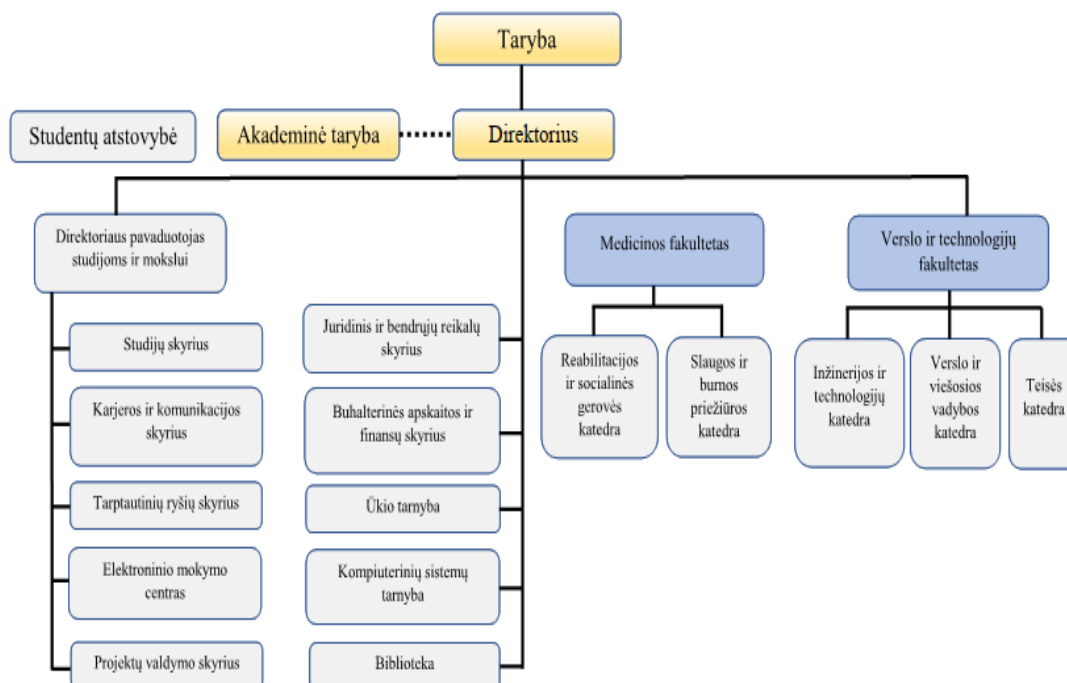 Taryba
Studentų atstovybė
Akademinė taryba
Direktorius
Direktoriaus pavaduotojas
studijoms ir mokslui
Studijų skyrius
Karjeros ir komunikacijos
skyrius
Tarptautinių ryšių skyrius
Elektroninio mokymo
centras
Projektų valdymo skyrius
Juridinis ir bendrųjų reikalų
skyrius
Buhalterinės apskaitos ir
finansų skyrius
Ūkio tarnyba
Kompiuterinių sistemų
tarnyba
Biblioteka
Medicinos fakultetas
Reabilitacijos
ir socialinės
gerovės
katedra
Slaugos ir
burnos
priežiūros
katedra
Verslo ir technologijų
fakultetas
Inžinerijos ir
technologijų
katedra
Verslo ir
viešosios
vadybos
katedra
Teisės
katedra